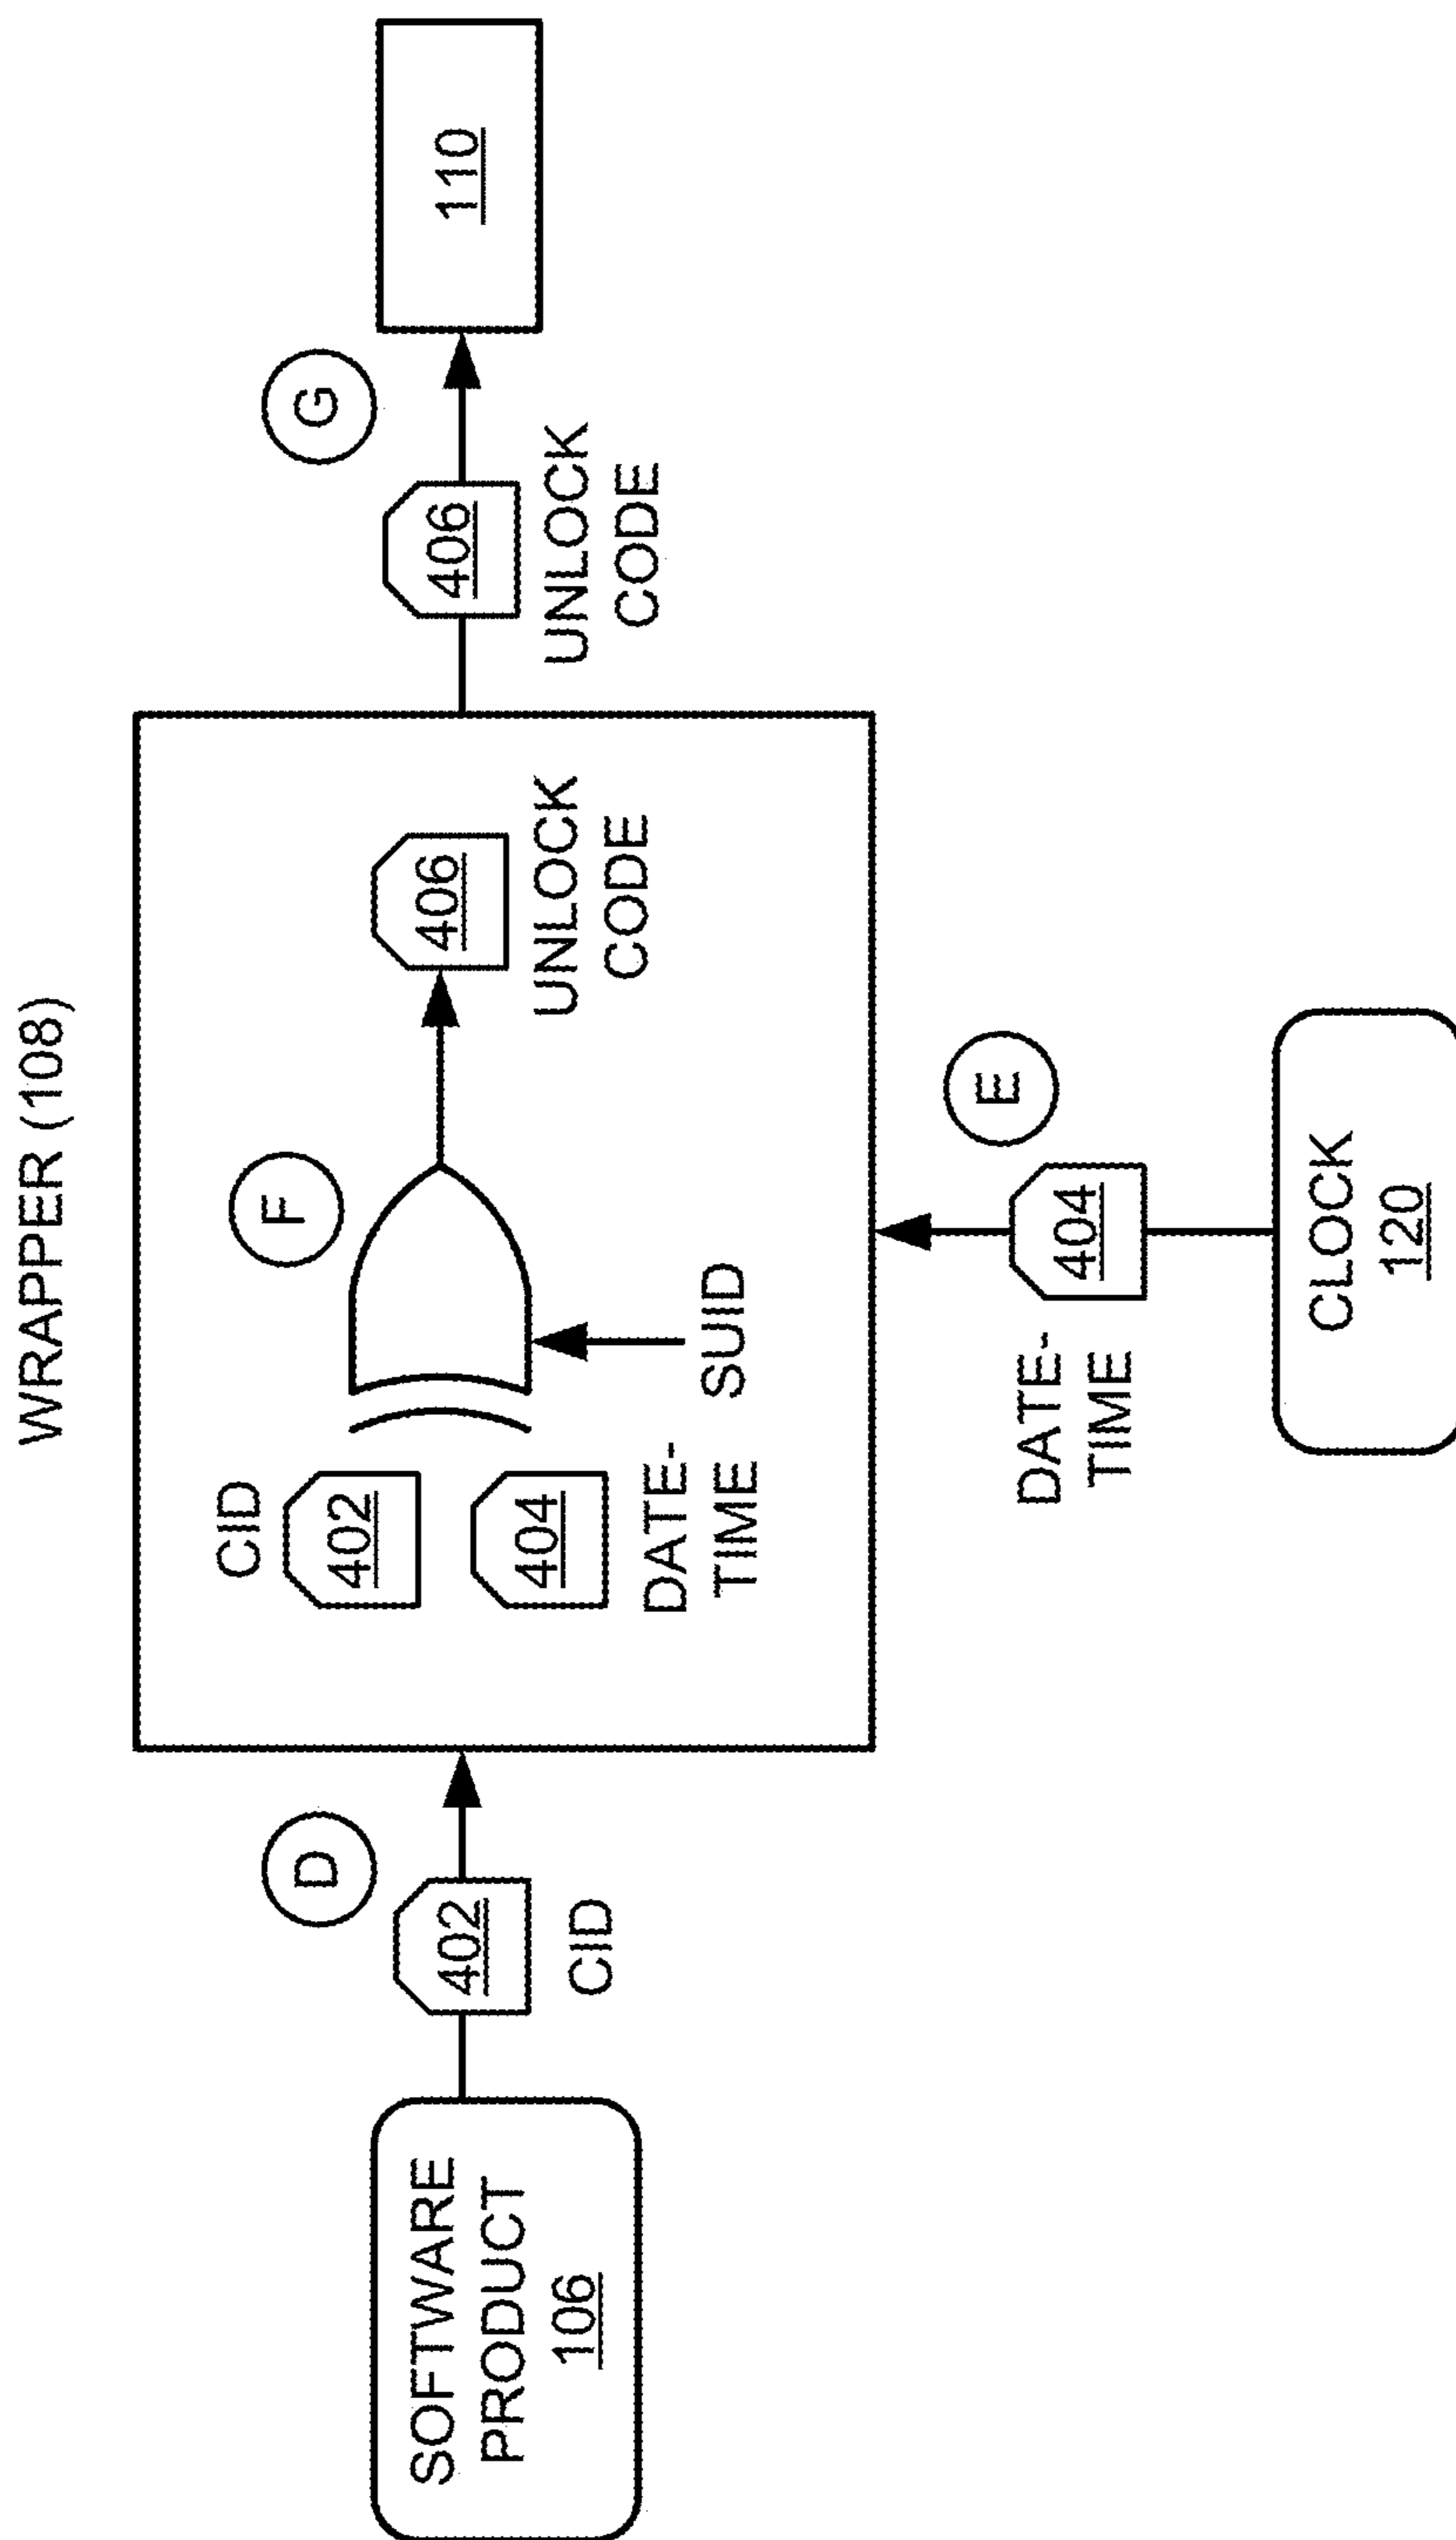 WRAPPER (108)
SOFTWARE
PRODUCT
106
D
402
CID
CID
402
404
DATE-
TIME
F
SUID
406
UNLOCK
CODE
G
406
UNLOCK
CODE
110
E
404
DATE-
TIME
CLOCK
120